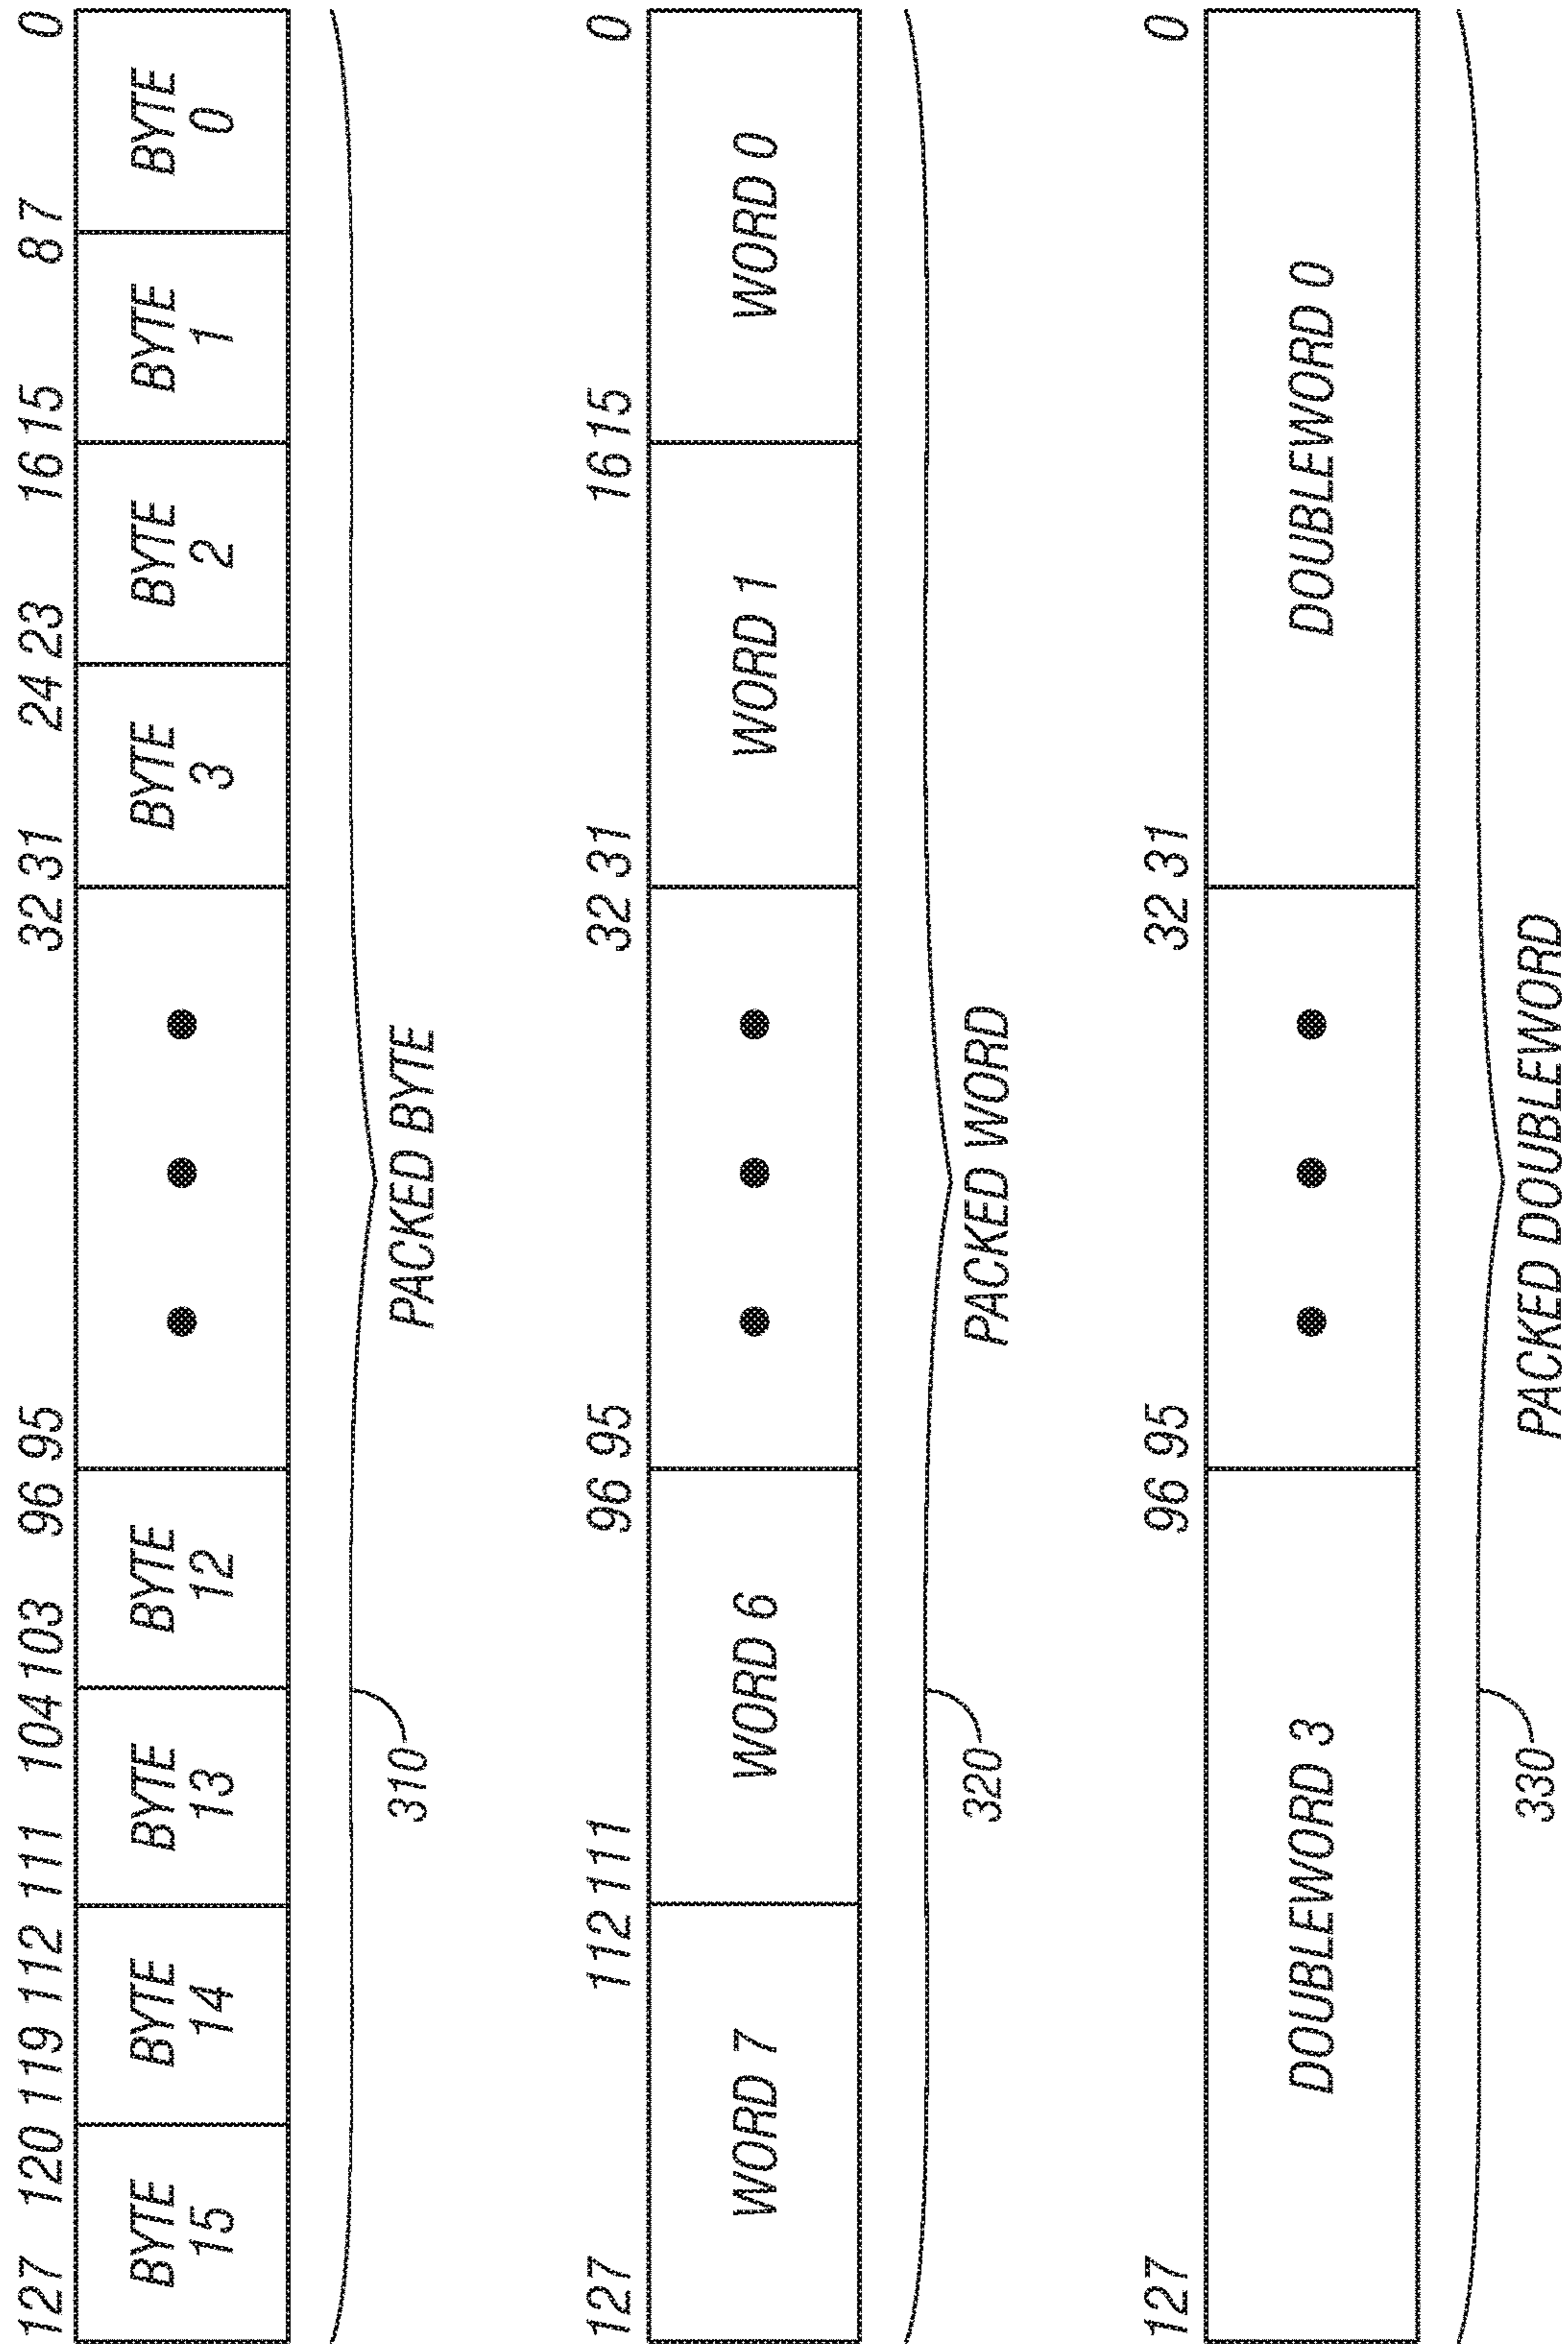 127 120 119 112 111 104 103 96 95 32 31 24 23 16 15 8 7 0
BYTE 15
BYTE 14
BYTE 13
BYTE 12
BYTE 3
BYTE 2
BYTE 1
BYTE 0
310
PACKED BYTE
127 112 111 96 95 32 31 16 15 0
WORD 7 WORD 6 WORD 1 WORD 0
320
PACKED WORD
127 96 95 32 31 0
DOUBLEWORD 3 DOUBLEWORD 0
330
PACKED DOUBLEWORD